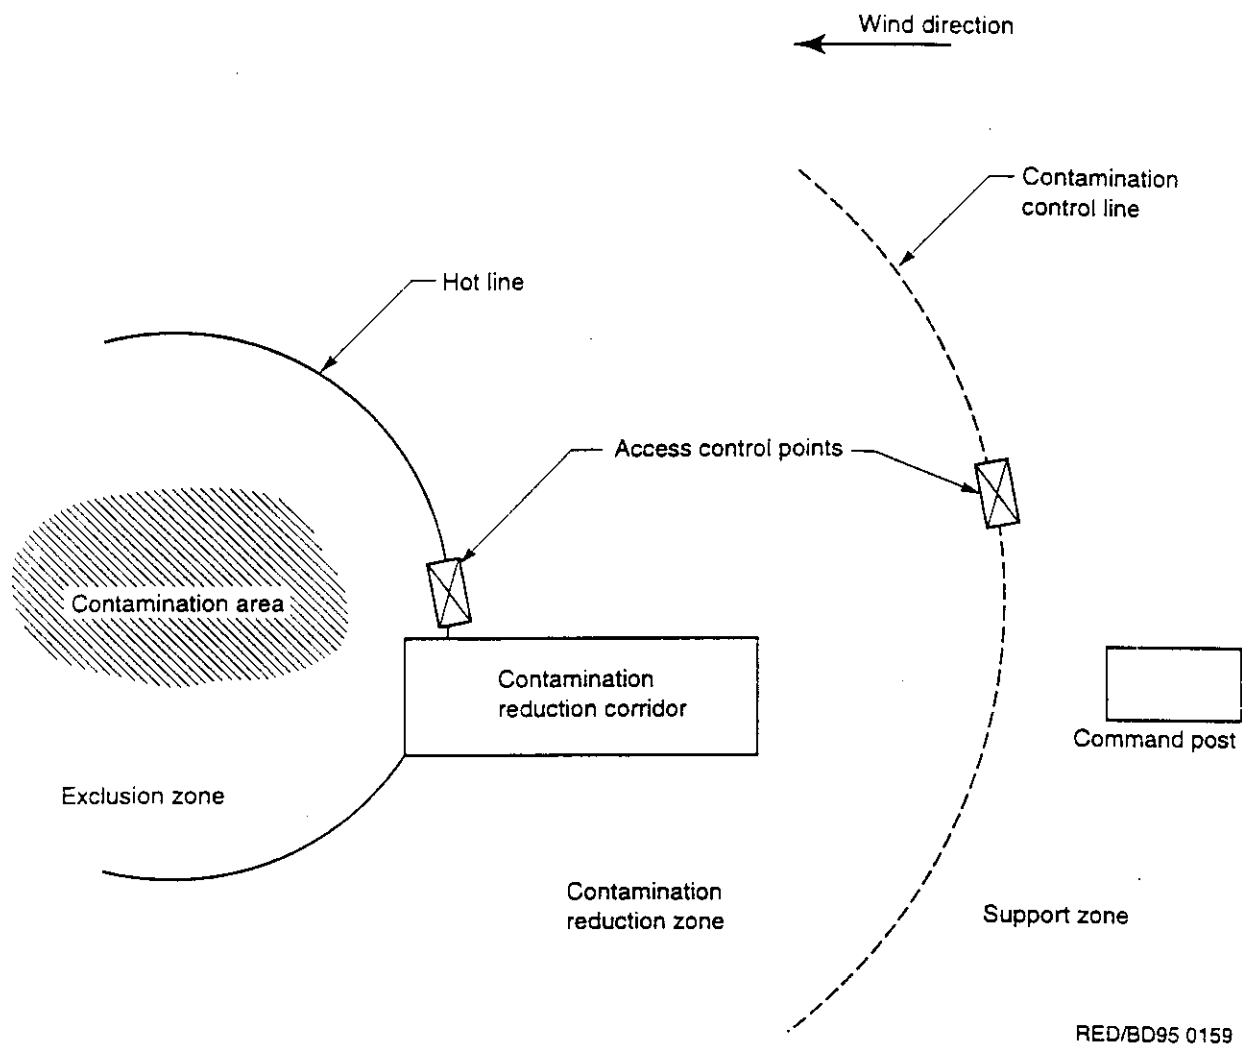 Wind direction
Contamination
control line
Hot line
Access control points
Contamination area
Contamination
reduction corridor
Command post
Exclusion zone
Contamination
reduction zone
Support zone
RED/BD95 0159